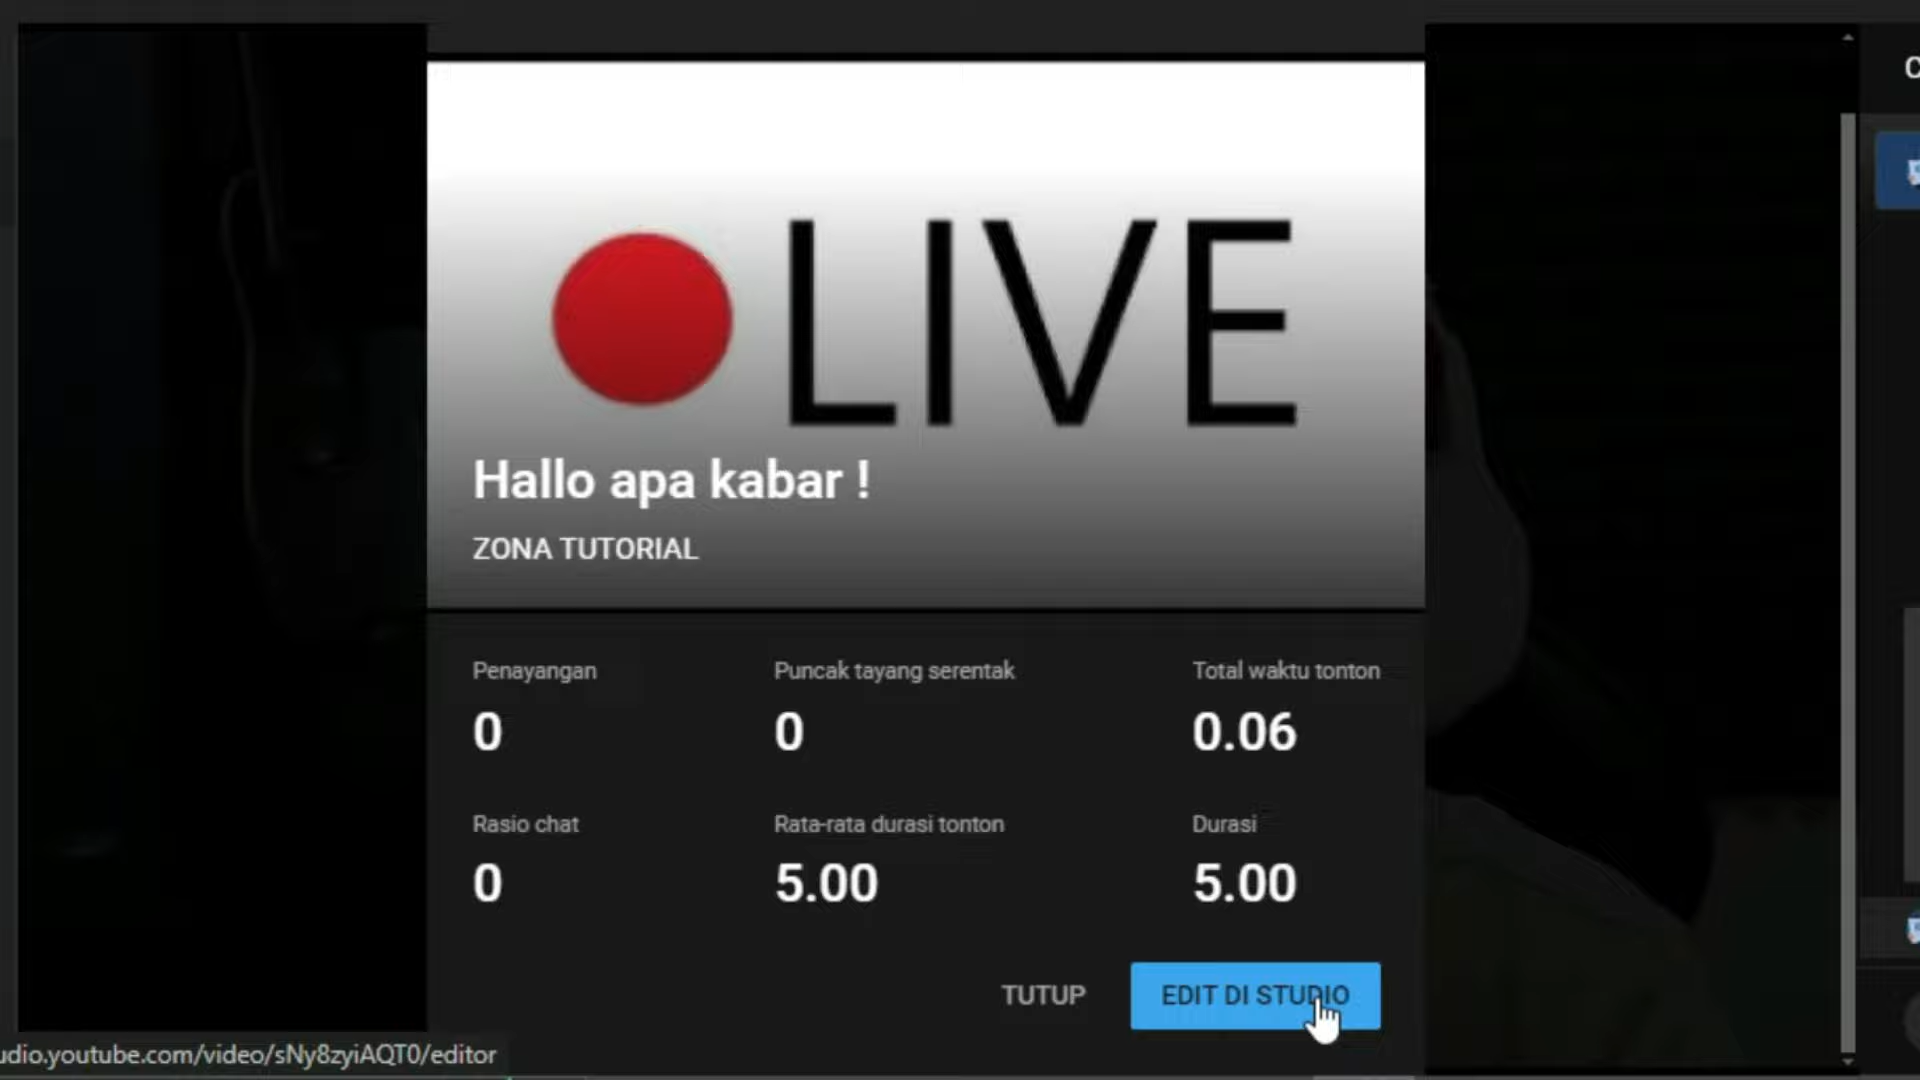 LIVE
Hallo apa kabar !
ZONA TUTORIAL
Penayangan
Puncak tayang serentak
Total waktu tonton
0
0
0.06
Rasio chat
Rata-rata durasi tonton
Durasi
0
5.00
5.00
TUTUP
EDIT DI STUDIO
udio.youtube.com/video/sNy8zyiAQT0/editor